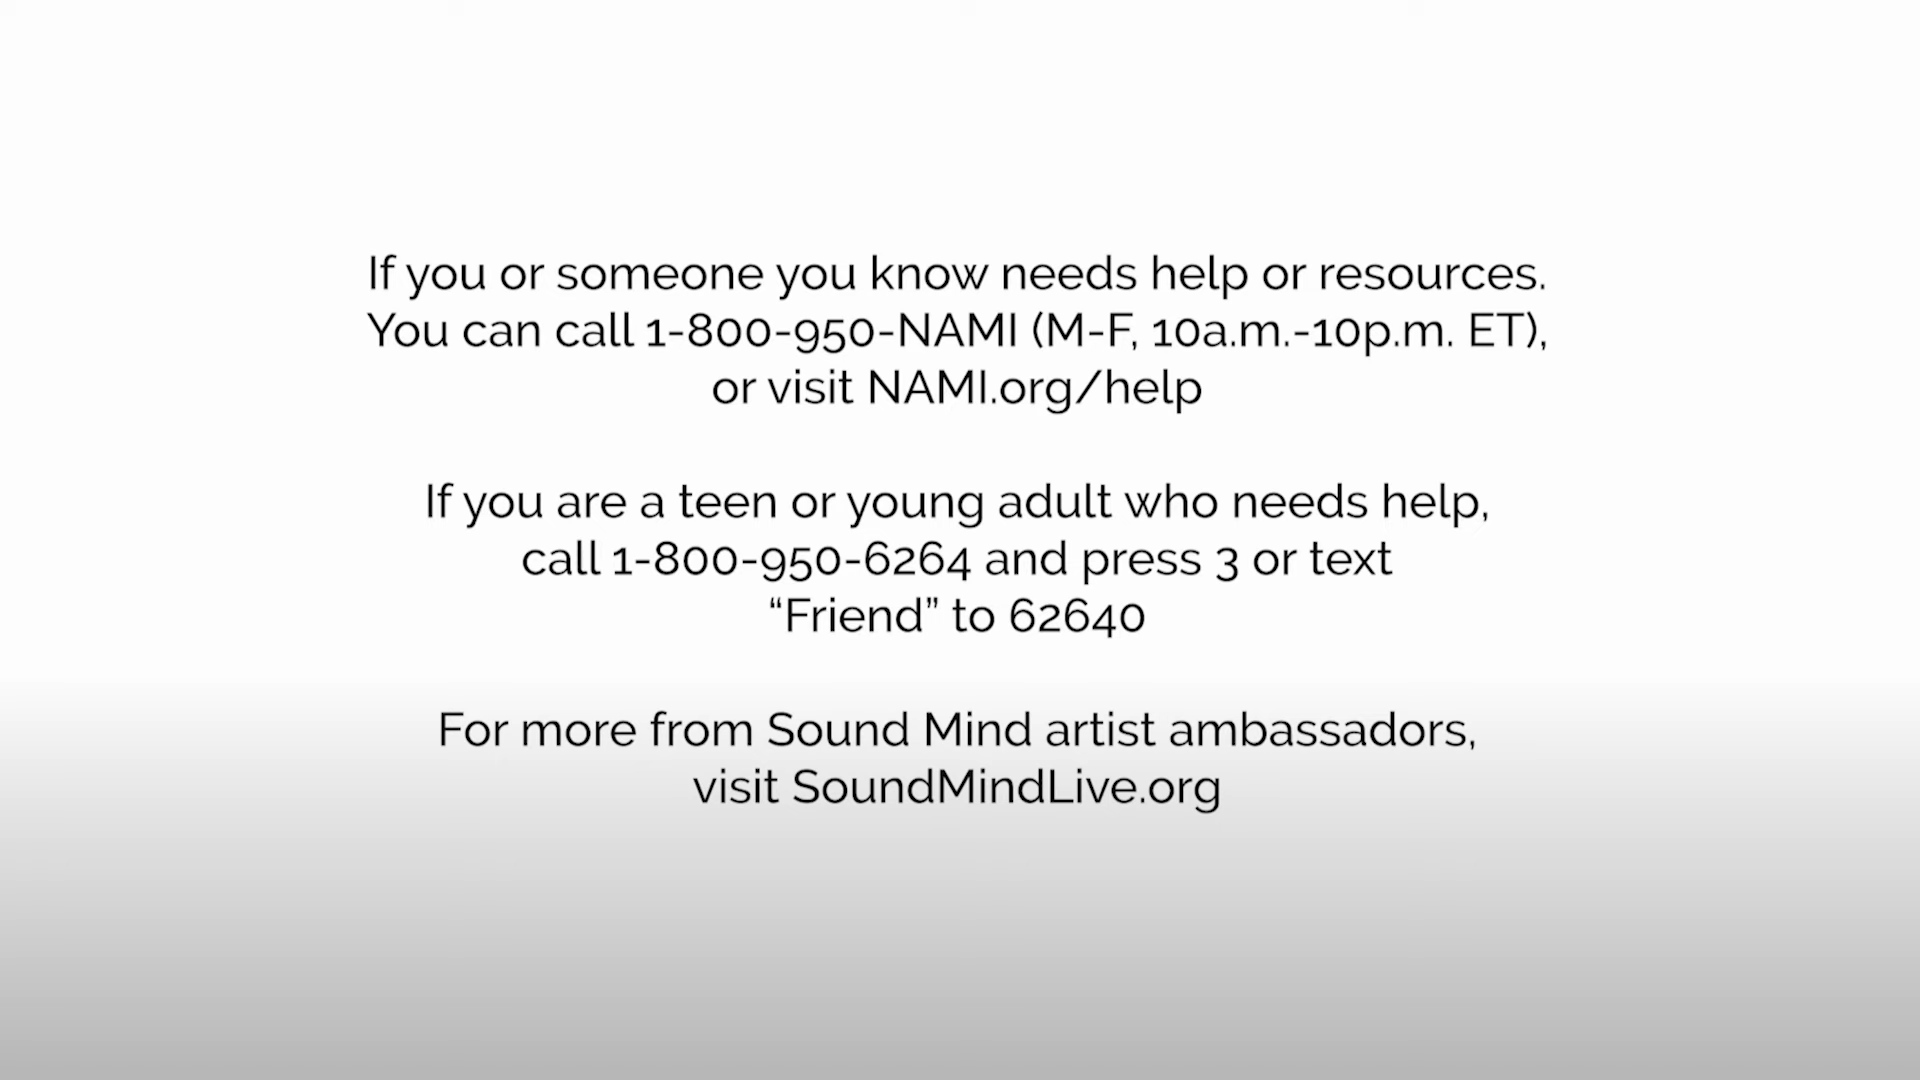 If you or someone you know needs help or resources.
You can call 1-800-950-NAMI (M-F, 10a.m.-10p.m. ET),
or visit NAMI.org/help
If you are a teen or young adult who needs help,
call 1-800-950-6264 and press 3 or text
“Friend” to 62640
For more from Sound Mind artist ambassadors,
visit SoundMindLive.org